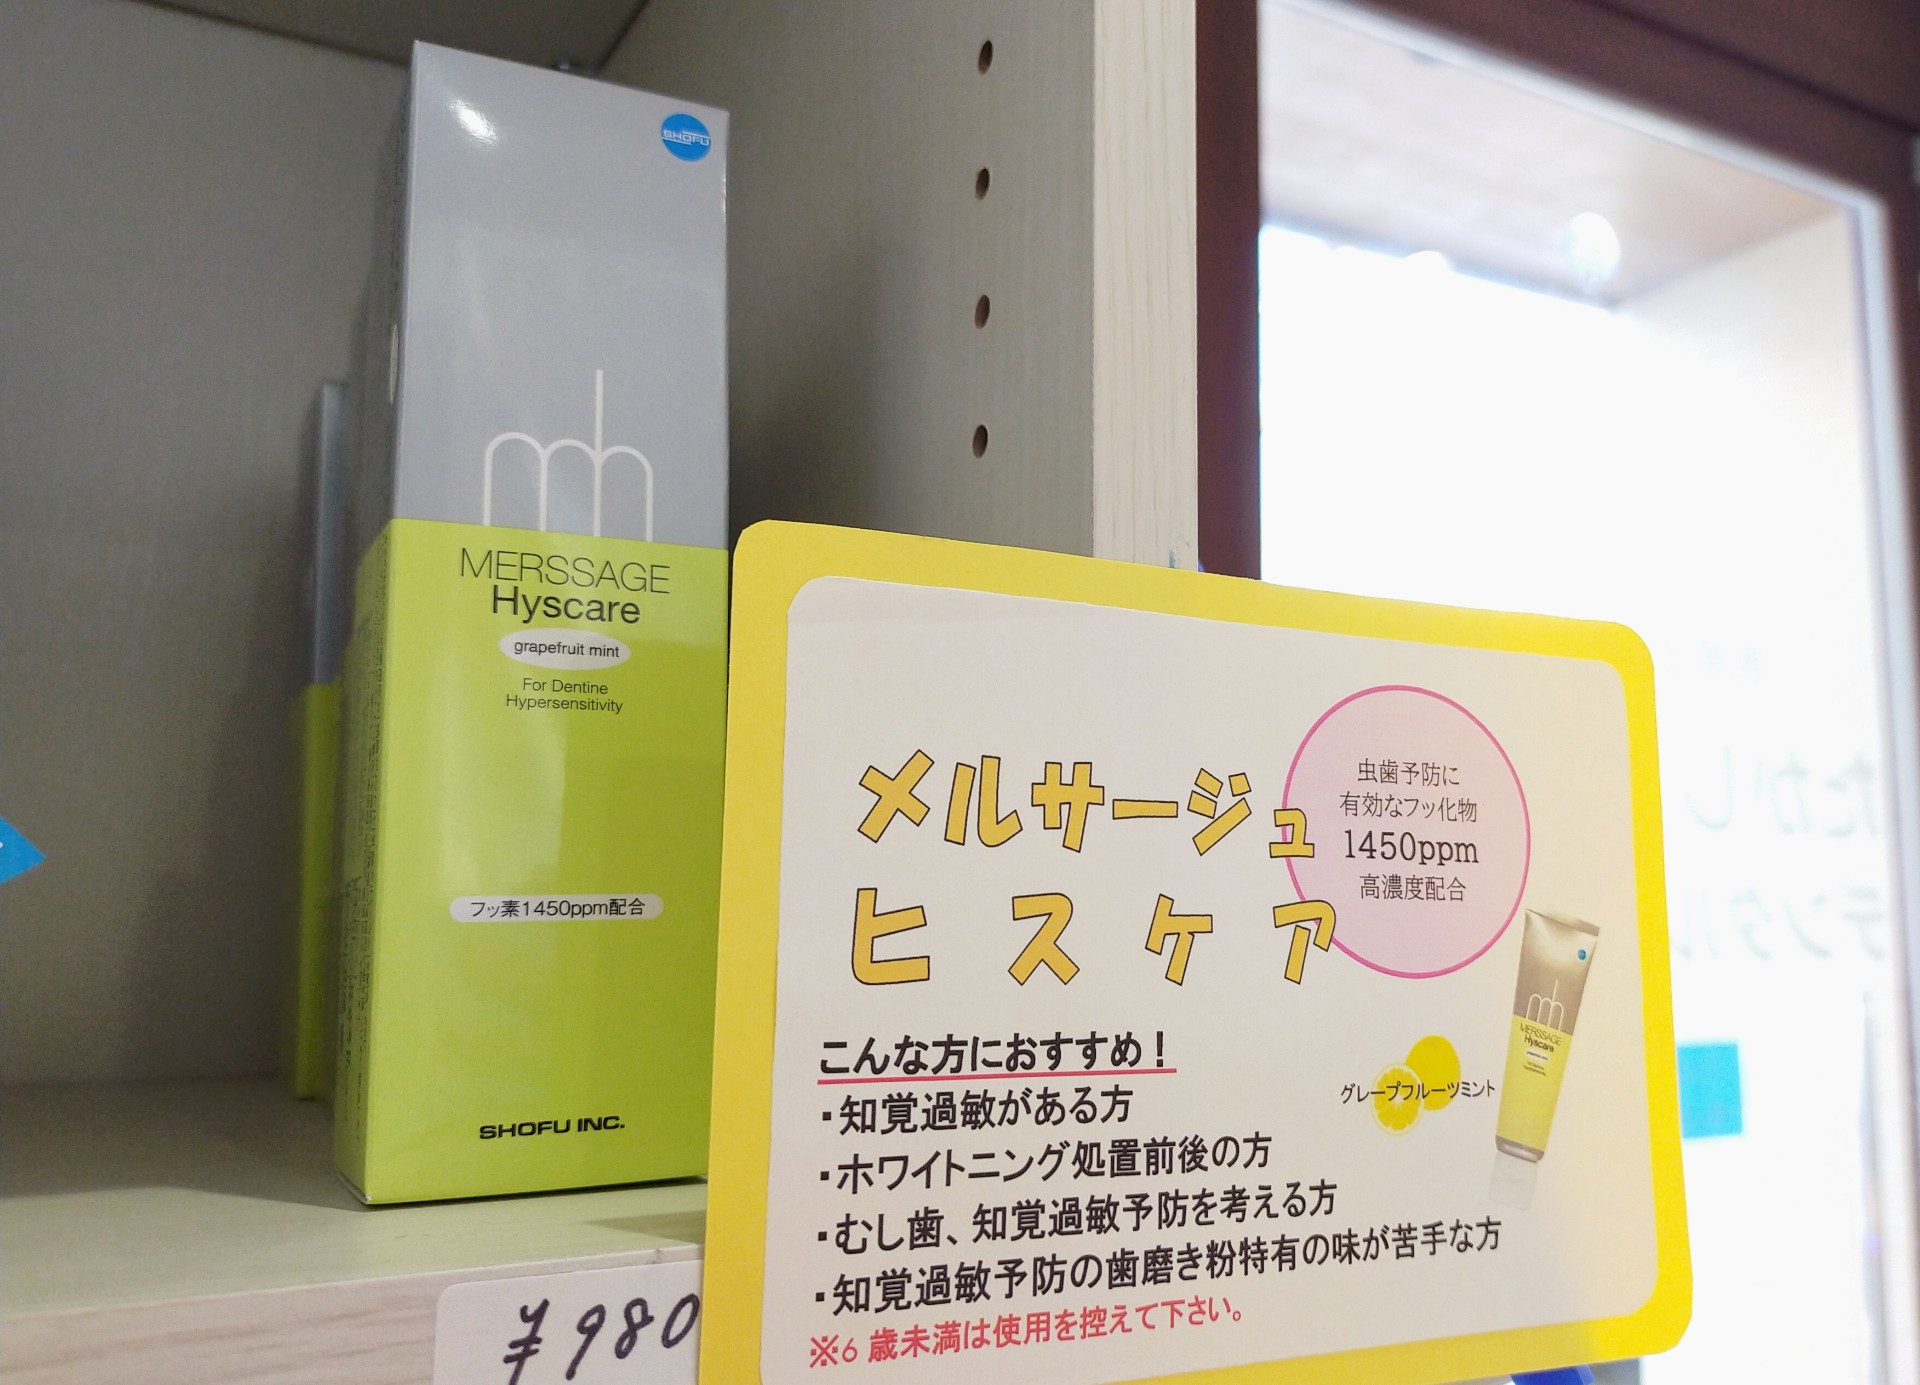 SHOFU
mh
MERSSAGE
Hyscare
grapefruit mint
For Dentine
Hypersensitivity
フッ素1450ppm配合
SHOFU INC.
¥980
メルサージュ
ヒスケア
虫歯予防に
有効なフッ化物
1450ppm
高濃度配合
こんな方におすすめ！
・知覚過敏がある方
・ホワイトニング処置前後の方
・むし歯、知覚過敏予防を考える方
・知覚過敏予防の歯磨き粉特有の味が苦手な方
※6歳未満は使用を控えて下さい。
グレープフルーツミント
mh
MERSSAGE
Hyscare